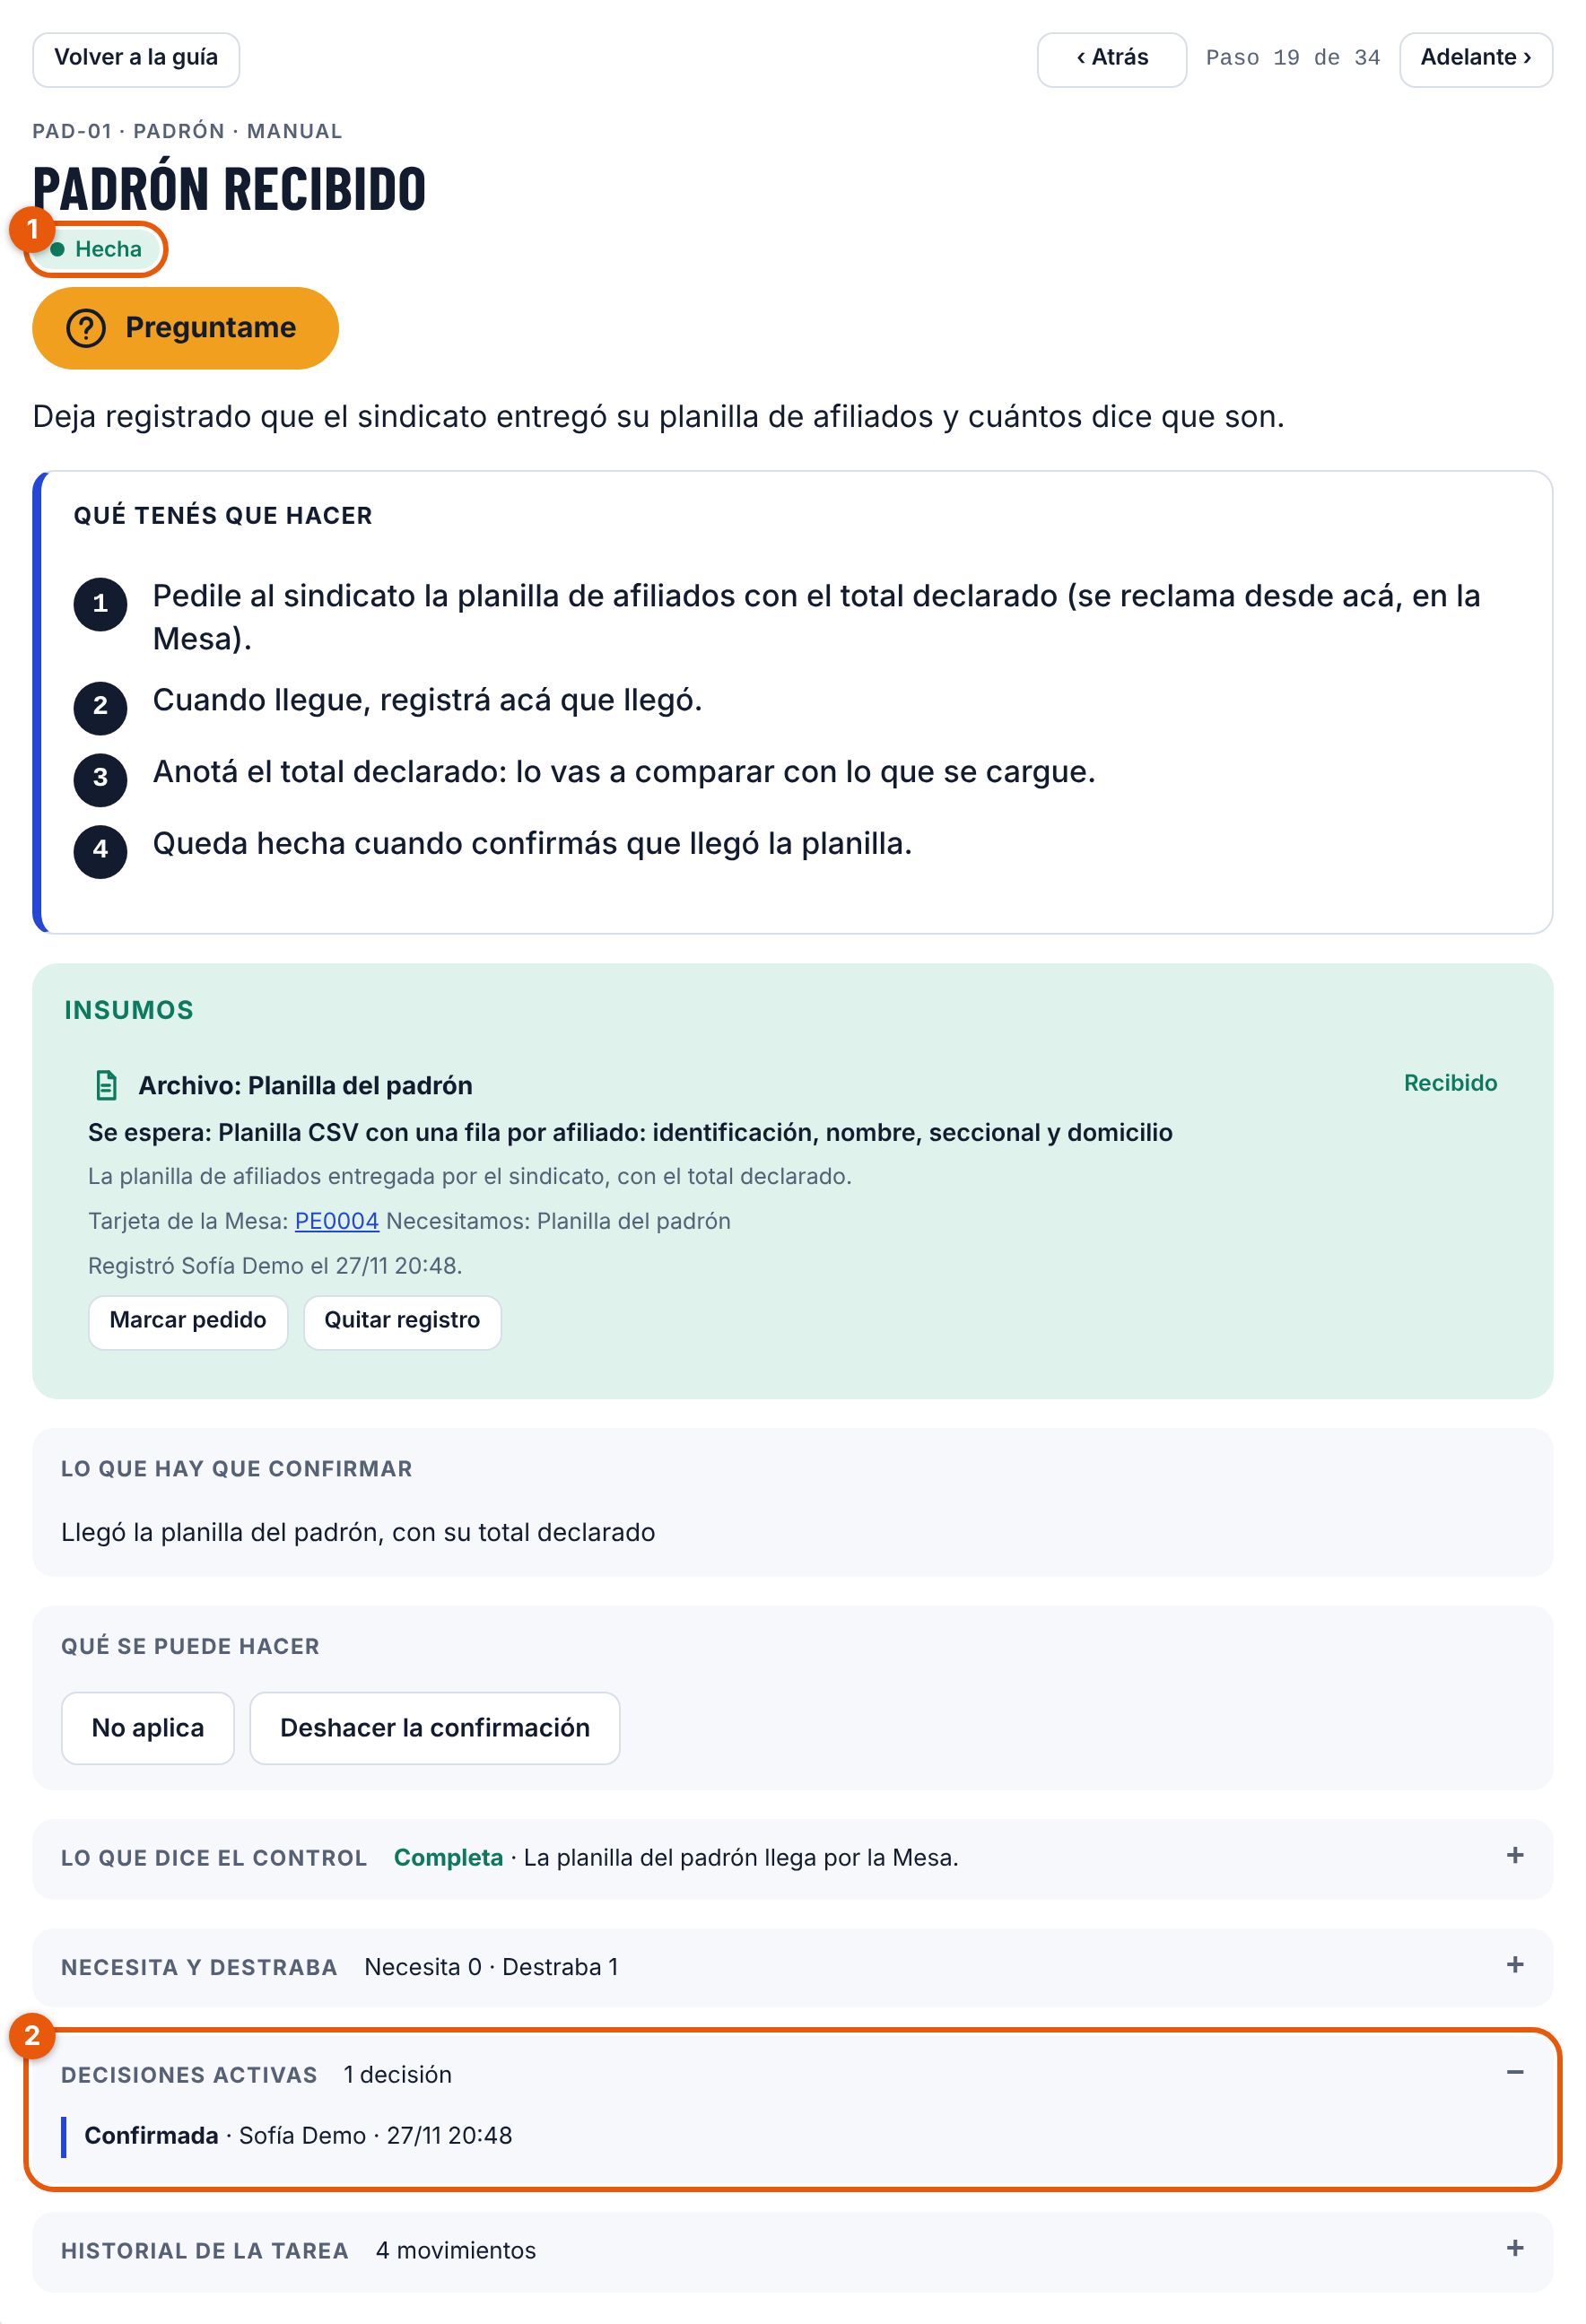 Volver a la guía
‹ Atrás
Paso 19 de 34
Adelante ›
PAD-01 · PADRÓN · MANUAL
PADRÓN RECIBIDO
1
Hecha
Preguntame
Deja registrado que el sindicato entregó su planilla de afiliados y cuántos dice que son.
QUÉ TENÉS QUE HACER
1 Pedile al sindicato la planilla de afiliados con el total declarado (se reclama desde acá, en la
Mesa).
2 Cuando llegue, registrá acá que llegó.
3 Anotá el total declarado: lo vas a comparar con lo que se cargue.
4 Queda hecha cuando confirmás que llegó la planilla.
INSUMOS
Archivo: Planilla del padrón
Recibido
Se espera: Planilla CSV con una fila por afiliado: identificación, nombre, seccional y domicilio
La planilla de afiliados entregada por el sindicato, con el total declarado.
Tarjeta de la Mesa: PE0004 Necesitamos: Planilla del padrón
Registró Sofía Demo el 27/11 20:48.
Marcar pedido
Quitar registro
LO QUE HAY QUE CONFIRMAR
Llegó la planilla del padrón, con su total declarado
QUÉ SE PUEDE HACER
No aplica
Deshacer la confirmación
LO QUE DICE EL CONTROL Completa · La planilla del padrón llega por la Mesa. +
NECESITA Y DESTRABA Necesita 0 · Destraba 1 +
2
DECISIONES ACTIVAS 1 decisión −
Confirmada · Sofía Demo · 27/11 20:48
HISTORIAL DE LA TAREA 4 movimientos +